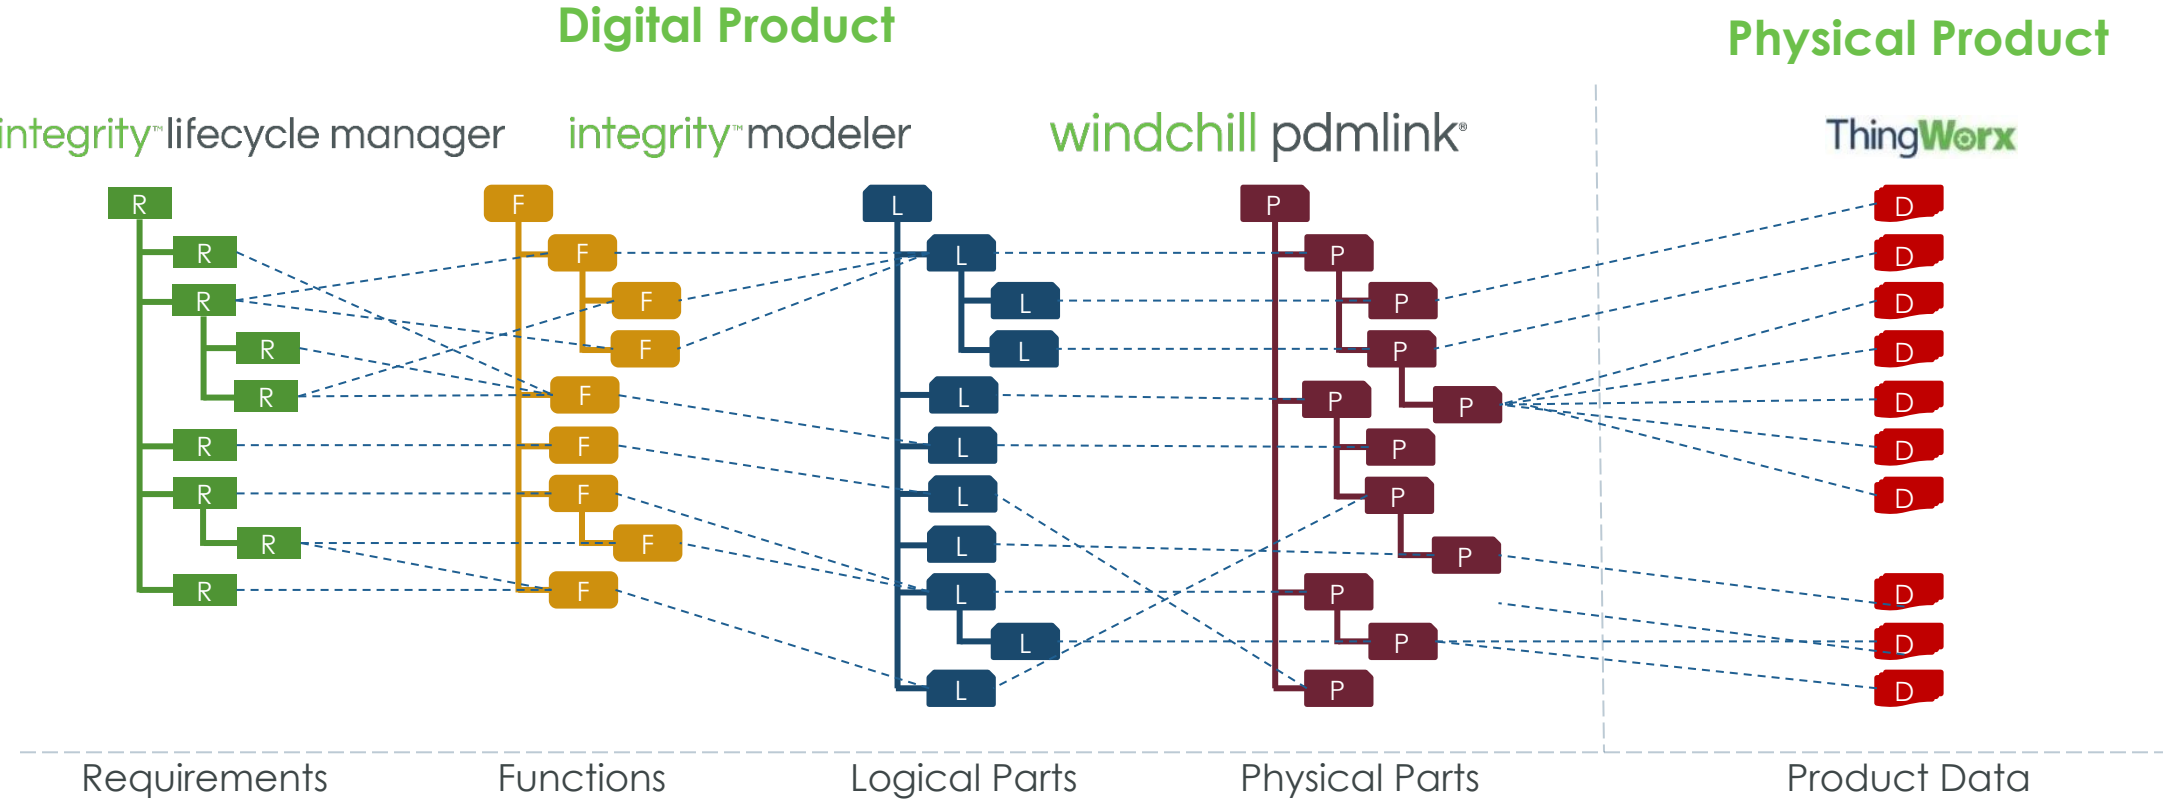 Digital Product
Physical Product
integrity™ lifecycle manager
integrity™ modeler
windchill pdmlink®
ThingWorx
R F L P D
R F L P D
R F L P D
R F L P D
R F L P P D
R F L P D
R F L P D
R F L P D
R F L P D
L P D
L P
Requirements
Functions
Logical Parts
Physical Parts
Product Data